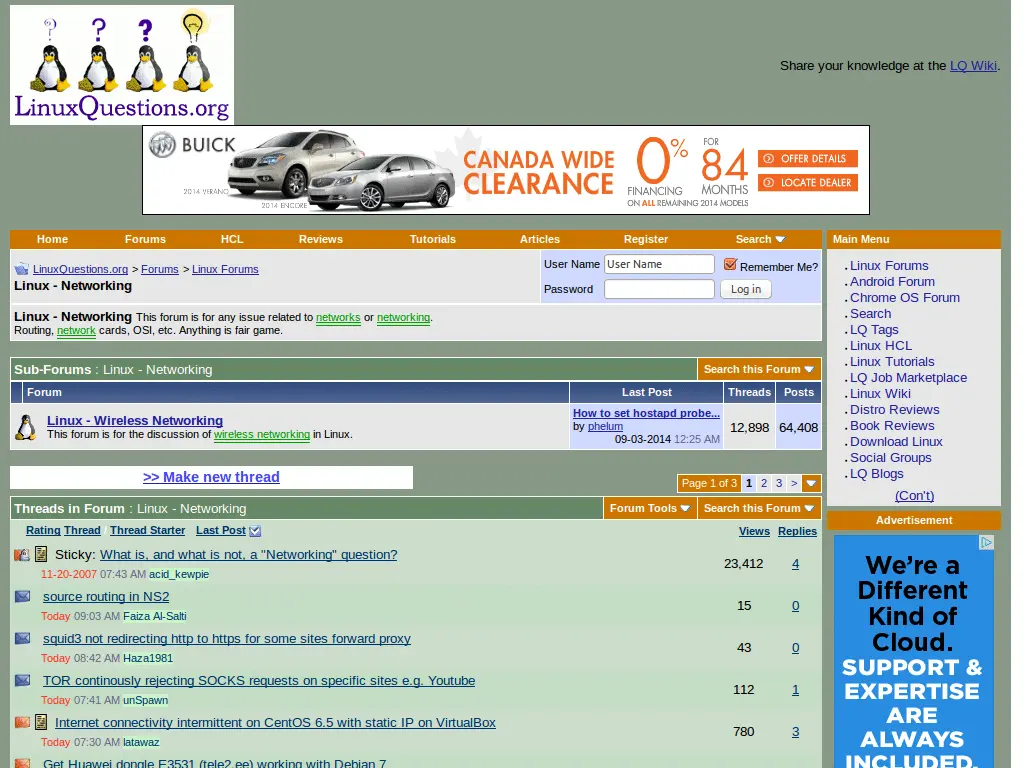 ? ? ?
LinuxQuestions.org
Share your knowledge at the LQ Wiki.
BUICK
2014 VERANO
2014 ENCORE
CANADA WIDE
CLEARANCE
0%
FINANCING
FOR
84
MONTHS
ON ALL REMAINING 2014 MODELS
OFFER DETAILS
LOCATE DEALER
Home Forums HCL Reviews Tutorials Articles Register Search
Main Menu
LinuxQuestions.org > Forums > Linux Forums
Linux - Networking
User Name User Name Remember Me?
Password Log in
Linux - Networking This forum is for any issue related to networks or networking.
Routing, network cards, OSI, etc. Anything is fair game.
Linux Forums
Android Forum
Chrome OS Forum
Search
LQ Tags
Linux HCL
Linux Tutorials
LQ Job Marketplace
Linux Wiki
Distro Reviews
Book Reviews
Download Linux
Social Groups
LQ Blogs
(Con't)
Sub-Forums : Linux - Networking Search this Forum
Forum Last Post Threads Posts
Linux - Wireless Networking
This forum is for the discussion of wireless networking in Linux.
How to set hostapd probe...
by phelum
09-03-2014 12:25 AM
12,898 64,408
>> Make new thread
Page 1 of 3 1 2 3 >
Threads in Forum : Linux - Networking Forum Tools Search this Forum
Rating Thread / Thread Starter Last Post Views Replies
Sticky: What is, and what is not, a "Networking" question?
11-20-2007 07:43 AM acid_kewpie
23,412 4
source routing in NS2
Today 09:03 AM Faiza Al-Salti
15 0
squid3 not redirecting http to https for some sites forward proxy
Today 08:42 AM Haza1981
43 0
TOR continously rejecting SOCKS requests on specific sites e.g. Youtube
Today 07:41 AM unSpawn
112 1
Internet connectivity intermittent on CentOS 6.5 with static IP on VirtualBox
Today 07:30 AM latawaz
780 3
Get Huawei dongle E3531 (tele2.ee) working with Debian 7
Advertisement
We're a
Different
Kind of
Cloud.
SUPPORT &
EXPERTISE
ARE
ALWAYS
INCLUDED.